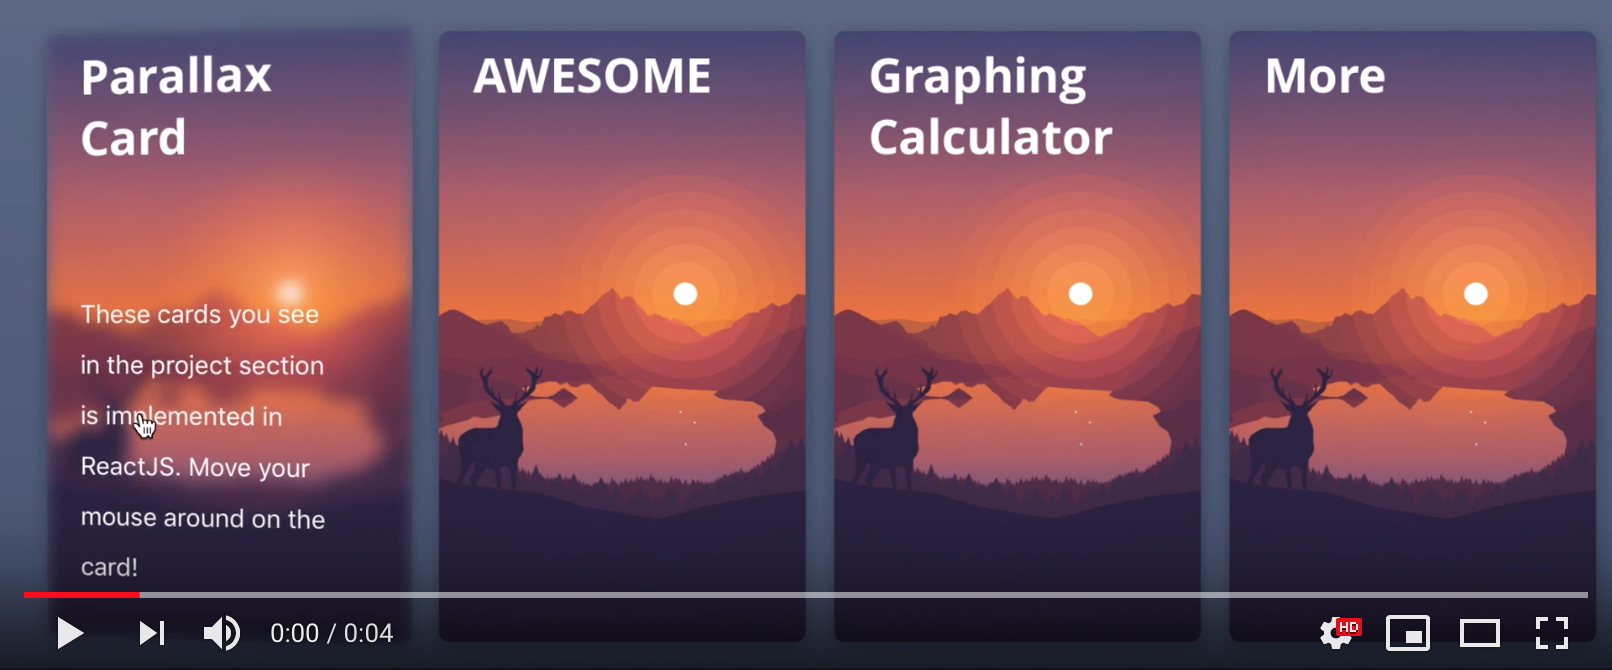 Parallax
Card
These cards you see
in the project section
is implemented in
ReactJS. Move your
mouse around on the
card!
AWESOME
Graphing
Calculator
More
0:00 / 0:04
HD